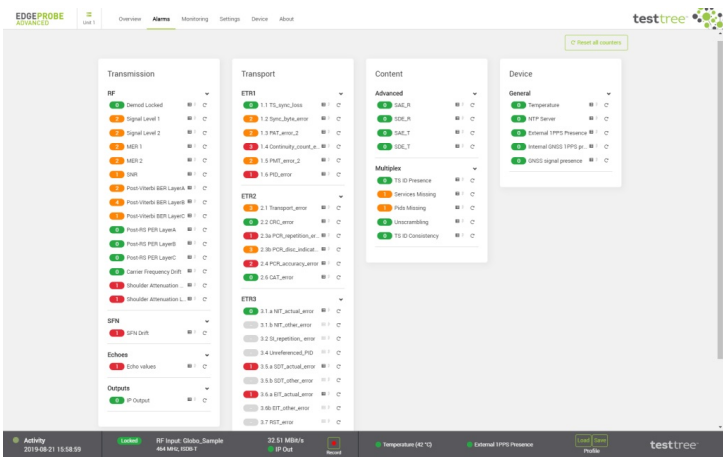 EDGEPROBE
ADVANCED
Unit 1
Overview Alarms Monitoring Settings Device About
testtree
Reset all counters
Transmission
RF
0 Demod Locked
2 Signal Level 1
2 Signal Level 2
2 MER 1
2 MER 2
1 SNR
Post-Viterbi BER LayerA
4 Post-Viterbi BER LayerB
Post-Viterbi BER LayerC
0 Post-RS PER LayerA
0 Post-RS PER LayerB
0 Post-RS PER LayerC
0 Carrier Frequency Drift
1 Shoulder Attenuation ...
1 Shoulder Attenuation L...
SFN
1 SFN Drift
Echoes
1 Echo values
Outputs
0 IP Output
Transport
ETR1
0 1.1 TS_sync_loss
2 1.2 Sync_byte_error
2 1.3 PAT_error_2
3 1.4 Continuity_count_e...
2 1.5 PMT_error_2
1 1.6 PID_error
ETR2
2.1 Transport_error
0 2.2 CRC_error
1 2.3a PCR_repetition_er...
2.3b PCR_disc_indicat...
2 2.4 PCR_accuracy_error
0 2.6 CAT_error
ETR3
0 3.1.a NIT_actual_error
3.1.b NIT_other_error
3.2 SI_repetition_ error
3.4 Unreferenced_PID
1 3.5.a SDT_actual_error
3.5.b SDT_other_error
1 3.6.a EIT_actual_error
3.6b EIT_other_error
3.7 RST_error
Content
Advanced
0 SAE_R
0 SDE_R
0 SAE_T
0 SDE_T
Multiplex
0 TS ID Presence
1 Services Missing
1 Pids Missing
0 Unscrambling
0 TS ID Consistency
Device
General
0 Temperature
0 NTP Server
0 External 1PPS Presence
0 Internal GNSS 1PPS pr...
0 GNSS signal presence
Activity
2019-08-21 15:58:59
Locked
RF Input: Globo_Sample
464 MHz, ISDB-T
32.51 MBit/s
IP Out
Record
Temperature (42 °C)
External 1PPS Presence
Load Save
Profile
testtree